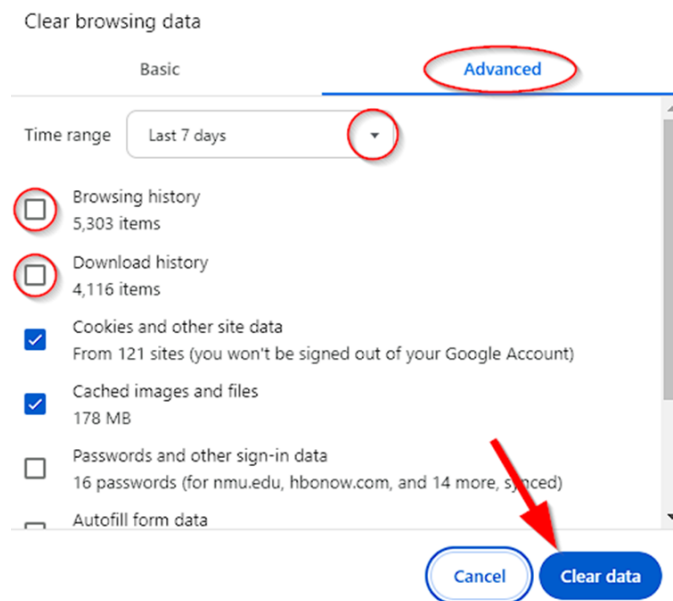 Clear browsing data
Basic
Advanced
Time range
Last 7 days
Browsing history
5,303 items
Download history
4,116 items
Cookies and other site data
From 121 sites (you won't be signed out of your Google Account)
Cached images and files
178 MB
Passwords and other sign-in data
16 passwords (for nmu.edu, hbonow.com, and 14 more, synced)
Autofill form data
Cancel
Clear data